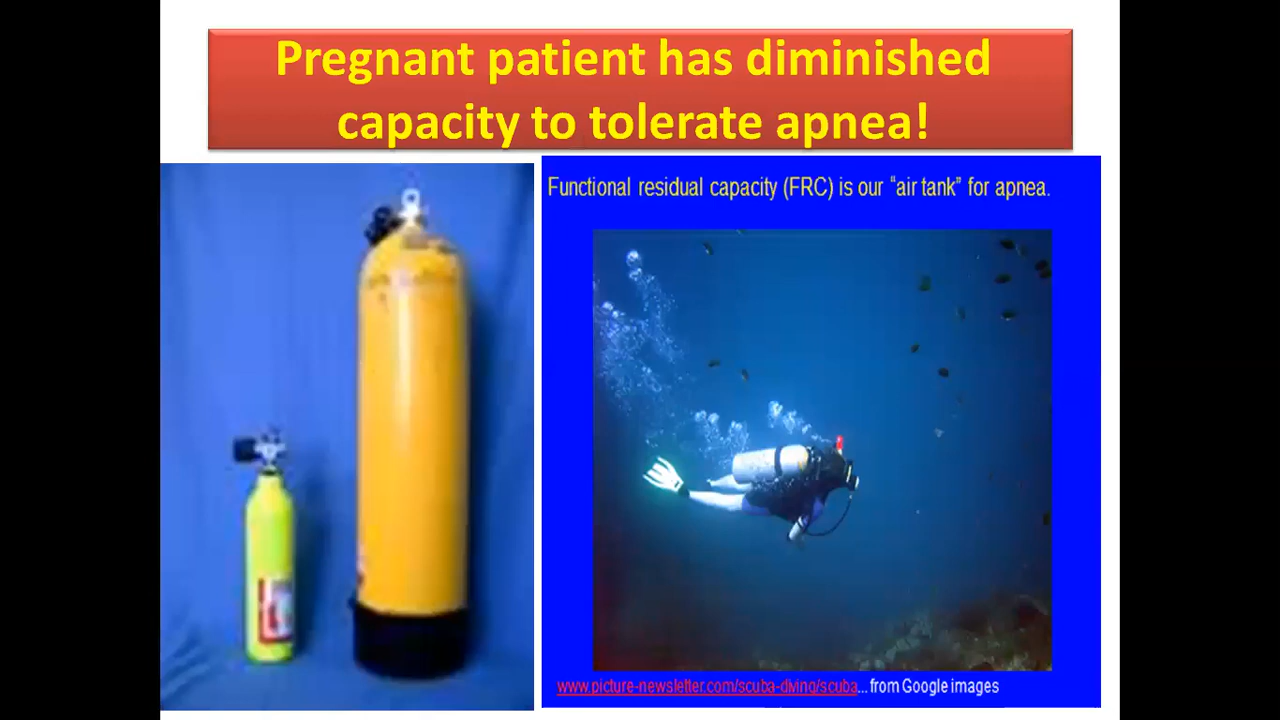 Pregnant patient has diminished
capacity to tolerate apnea!
Functional residual capacity (FRC) is our “air tank” for apnea.
www.picture-newsletter.com/scuba-diving/scuba... from Google images